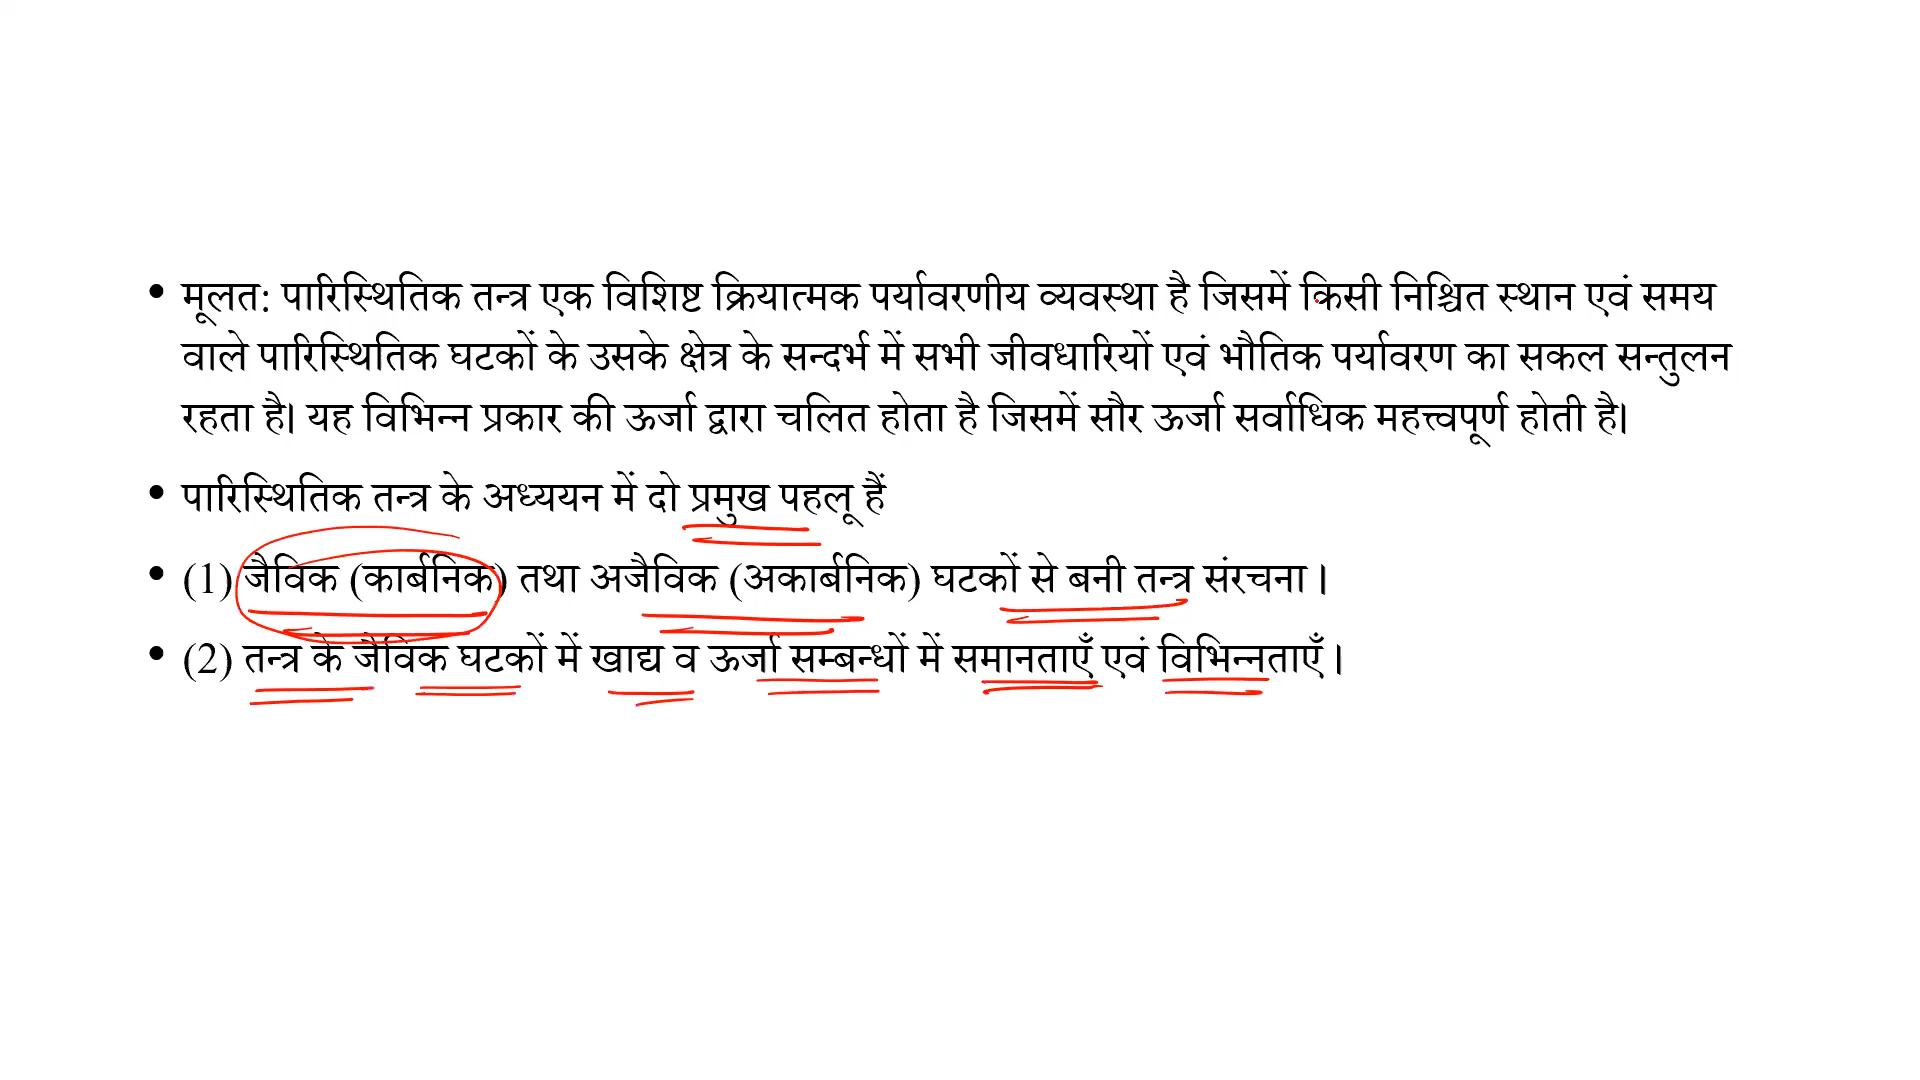 • मूलत: पारिस्थितिक तन्त्र एक विशिष्ट क्रियात्मक पर्यावरणीय व्यवस्था है जिसमें किसी निश्चित स्थान एवं समय
वाले पारिस्थितिक घटकों के उसके क्षेत्र के सन्दर्भ में सभी जीवधारियों एवं भौतिक पर्यावरण का सकल सन्तुलन
रहता है। यह विभिन्न प्रकार की ऊर्जा द्वारा चलित होता है जिसमें सौर ऊर्जा सर्वाधिक महत्त्वपूर्ण होती है।
• पारिस्थितिक तन्त्र के अध्ययन में दो प्रमुख पहलू हैं
• (1) जैविक (कार्बनिक) तथा अजैविक (अकार्बनिक) घटकों से बनी तन्त्र संरचना।
• (2) तन्त्र के जैविक घटकों में खाद्य व ऊर्जा सम्बन्धों में समानताएँ एवं विभिन्नताएँ।